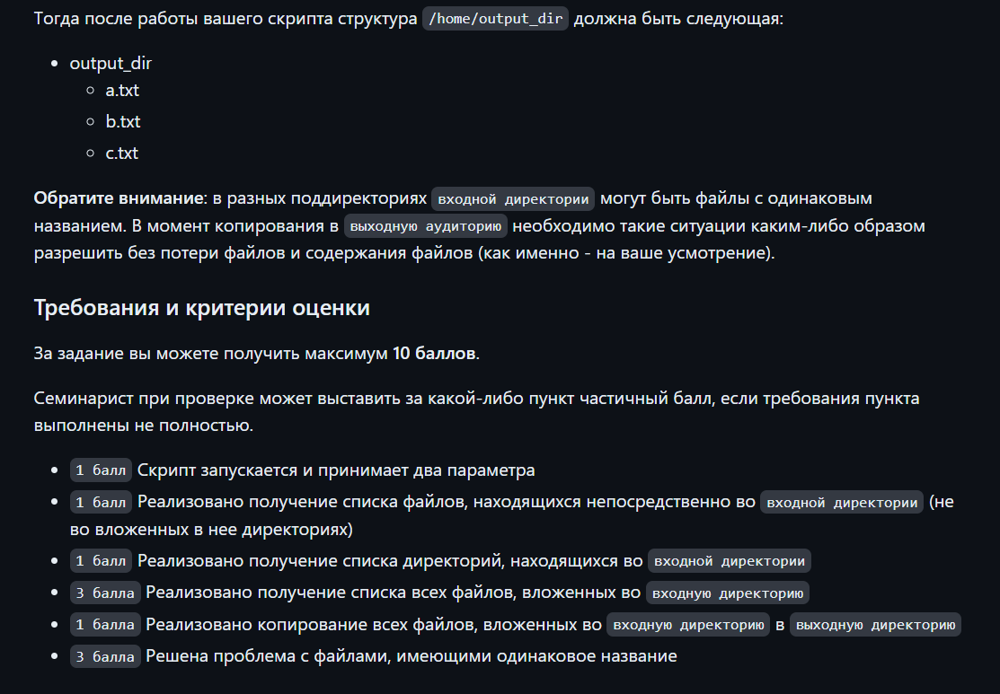 Тогда после работы вашего скрипта структура /home/output_dir должна быть следующая:
output_dir
a.txt
b.txt
c.txt
Обратите внимание: в разных поддиректориях входной директории могут быть файлы с одинаковым
названием. В момент копирования в выходную аудиторию необходимо такие ситуации каким-либо образом
разрешить без потери файлов и содержания файлов (как именно - на ваше усмотрение).
Требования и критерии оценки
За задание вы можете получить максимум 10 баллов.
Семинарист при проверке может выставить за какой-либо пункт частичный балл, если требования пункта
выполнены не полностью.
1 балл Скрипт запускается и принимает два параметра
1 балл Реализовано получение списка файлов, находящихся непосредственно во входной директории (не
во вложенных в нее директориях)
1 балл Реализовано получение списка директорий, находящихся во входной директории
3 балла Реализовано получение списка всех файлов, вложенных во входную директорию
1 балла Реализовано копирование всех файлов, вложенных во входную директорию в выходную директорию
3 балла Решена проблема с файлами, имеющими одинаковое название